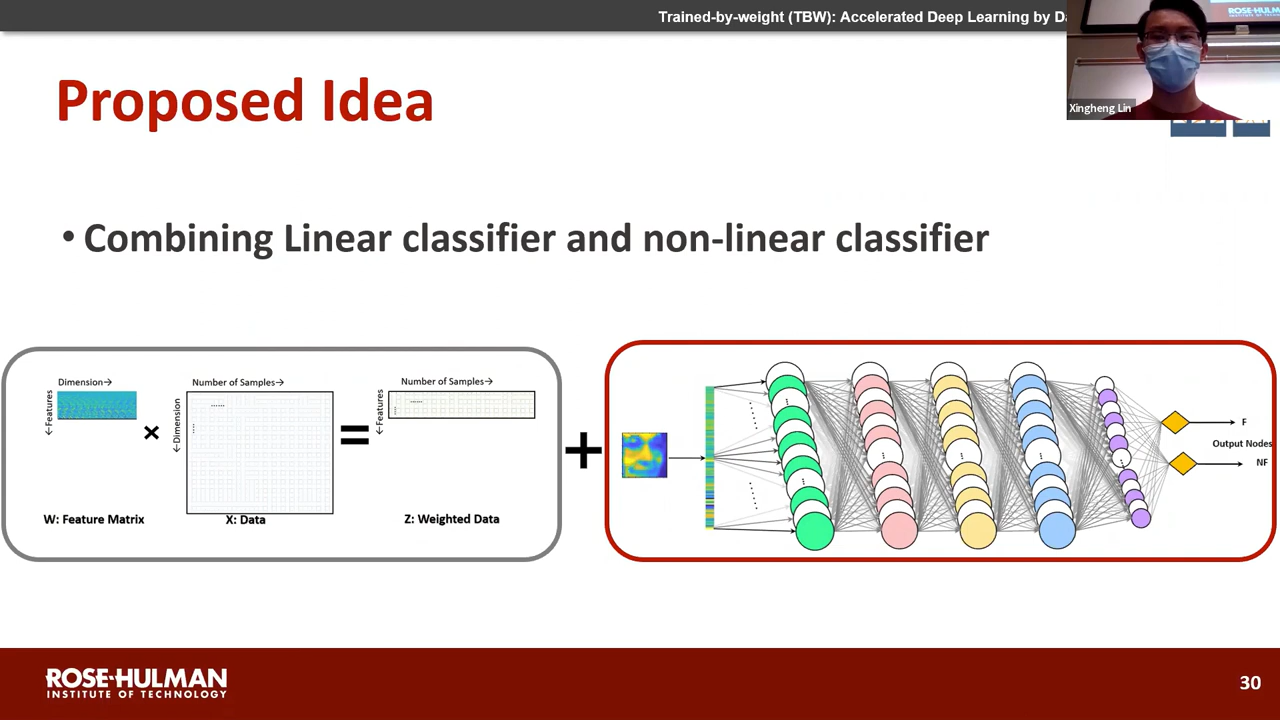 Trained-by-weight (TBW): Accelerated Deep Learning by
ROSE-HULM
Xingheng Lin
Proposed Idea
• Combining Linear classifier and non-linear classifier
Dimension→
←Features
×
Number of Samples→
←Dimension
=
Number of Samples→
←Features
W: Feature Matrix
X: Data
Z: Weighted Data
+
F
Output Nodes
NF
ROSE-HULMAN
INSTITUTE OF TECHNOLOGY
30